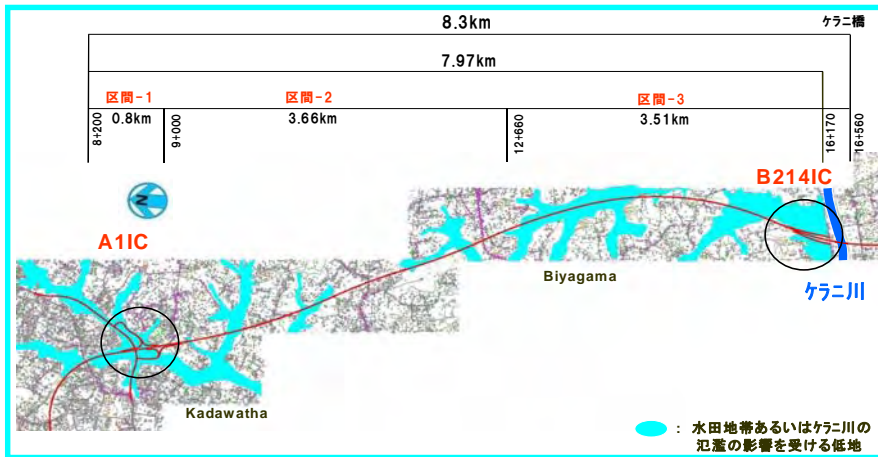 8.3km
ケラニ橋
7.97km
区間-1
区間-2
区間-3
0.8km
3.66km
3.51km
8+200
9+000
12+660
16+170
16+560
N
B214IC
A1IC
Biyagama
ケラニ川
Kadawatha
： 水田地帯あるいはケラニ川の
氾濫の影響を受ける低地